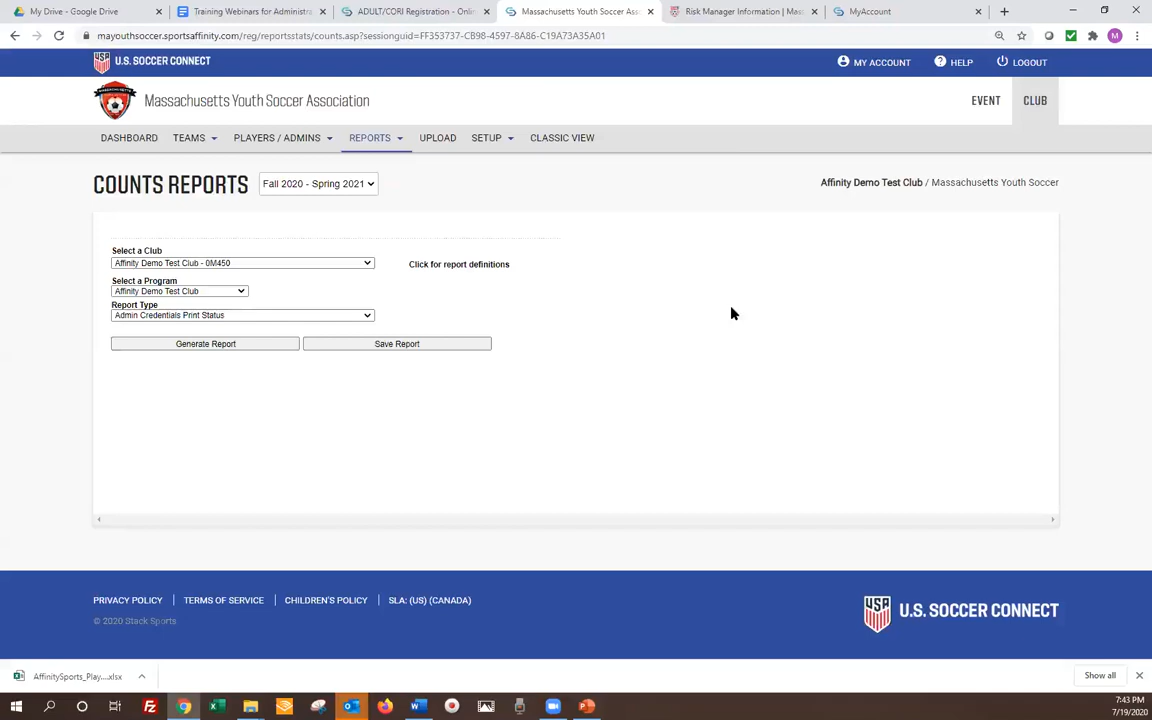 My Drive - Google Drive
Training Webinars for Administra
ADULT/CORI Registration - Onlin
Massachusetts Youth Soccer Asso
Risk Manager Information | Mass
MyAccount
mayouthsoccer.sportsaffinity.com/reg/reportsstats/counts.asp?sessionguid=FF353737-CB98-4597-8A86-C19A73A35A01
U.S. SOCCER CONNECT
MY ACCOUNT
HELP
LOGOUT
Massachusetts Youth Soccer Association
EVENT
CLUB
DASHBOARD
TEAMS
PLAYERS / ADMINS
REPORTS
UPLOAD
SETUP
CLASSIC VIEW
COUNTS REPORTS
Fall 2020 - Spring 2021
Affinity Demo Test Club / Massachusetts Youth Soccer
Select a Club
Affinity Demo Test Club - 0M450
Click for report definitions
Select a Program
Affinity Demo Test Club
Report Type
Admin Credentials Print Status
Generate Report
Save Report
PRIVACY POLICY
TERMS OF SERVICE
CHILDREN'S POLICY
SLA: (US) (CANADA)
© 2020 Stack Sports
U.S. SOCCER CONNECT
AffinitySports_Play....xlsx
Show all
7:43 PM
7/19/2020